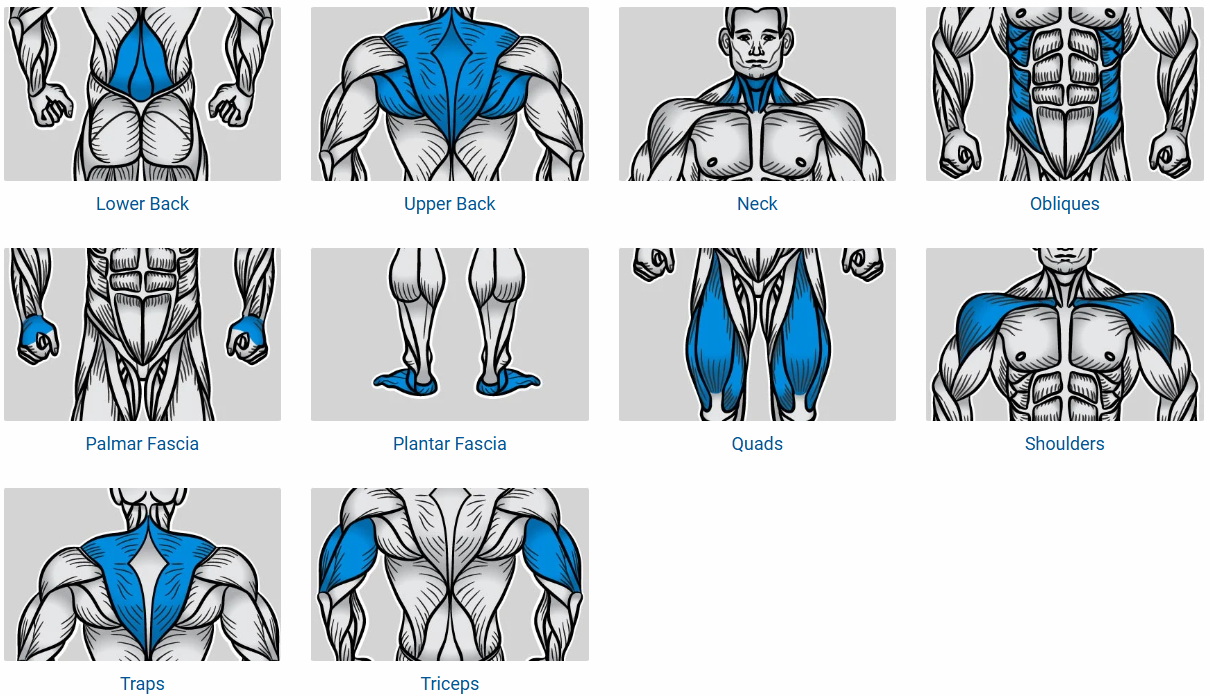 Lower Back
Upper Back
Neck
Obliques
Palmar Fascia
Plantar Fascia
Quads
Shoulders
Traps
Triceps